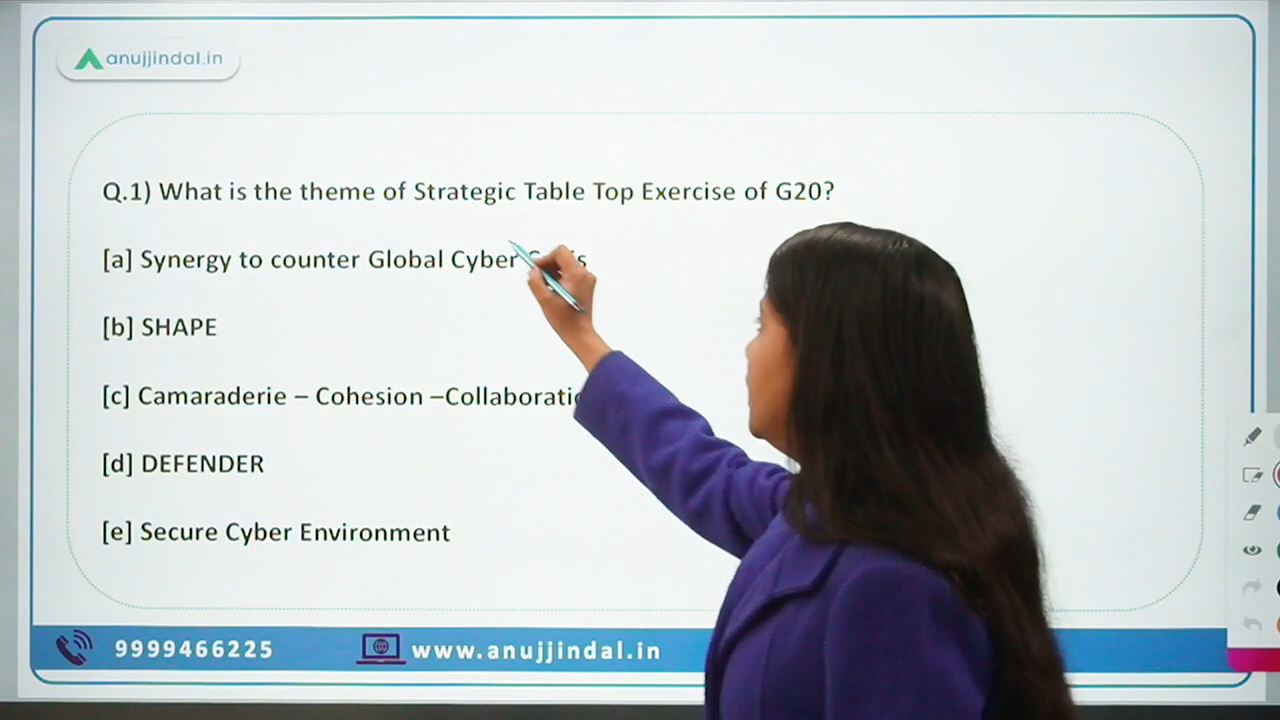 anujjindal.in
Q.1) What is the theme of Strategic Table Top Exercise of G20?
[a] Synergy to counter Global Cyber
[b] SHAPE
[c] Camaraderie – Cohesion –Collaboratio
[d] DEFENDER
[e] Secure Cyber Environment
9999466225
www.anujjindal.in